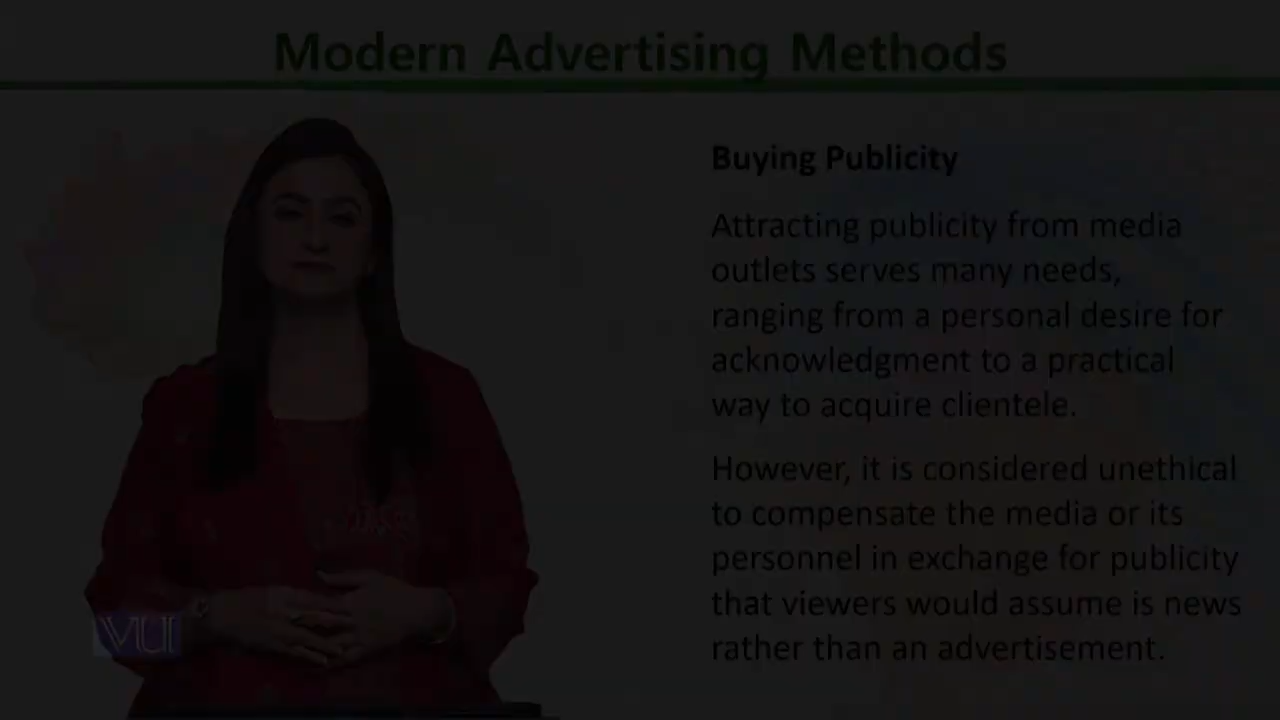 Modern Advertising Methods
Buying Publicity
Attracting publicity from media
outlets serves many needs,
ranging from a personal desire for
acknowledgment to a practical
way to acquire clientele.
However, it is considered unethical
to compensate the media or its
personnel in exchange for publicity
that viewers would assume is news
rather than an advertisement.
VU